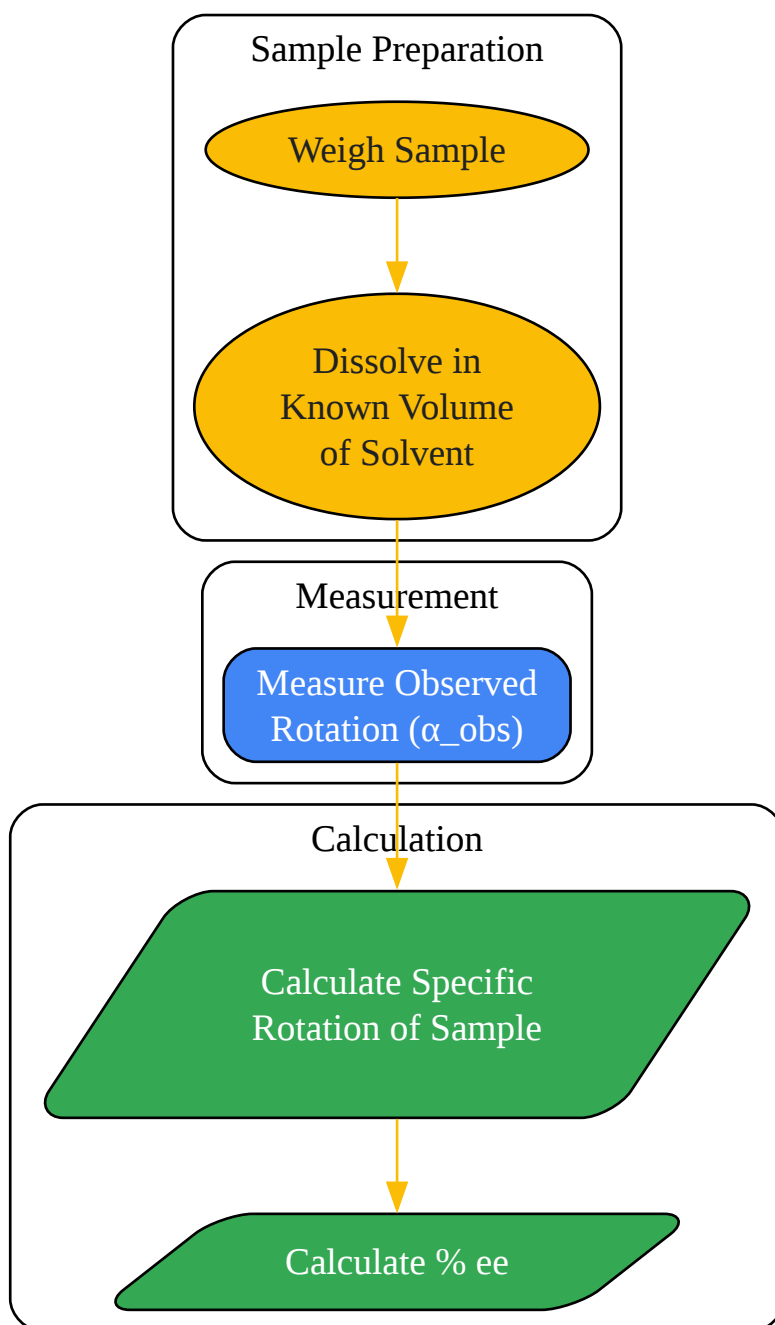 Sample Preparation
Weigh Sample
Dissolve in
Known Volume
of Solvent
Measurement
Measure Observed
Rotation (α_obs)
Calculation
Calculate Specific
Rotation of Sample
Calculate % ee